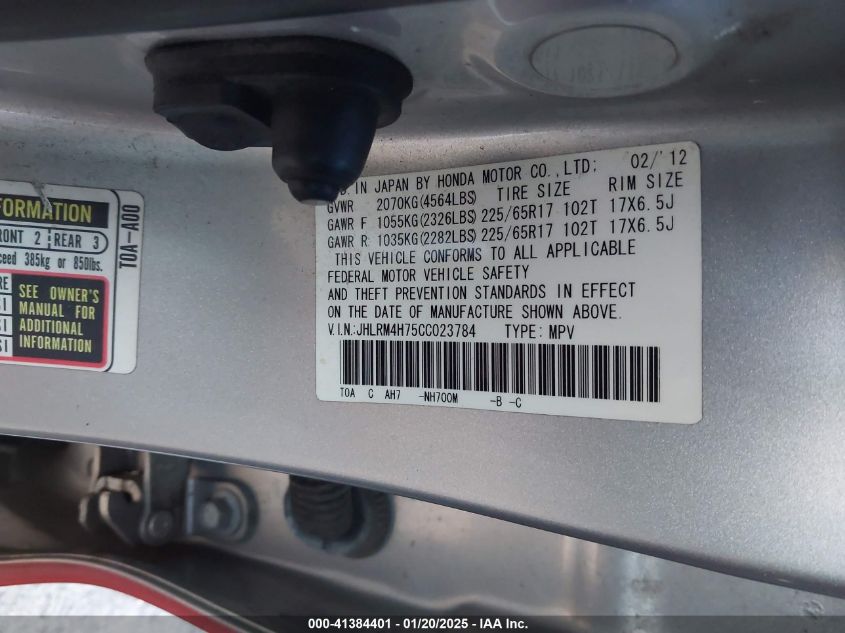 D. IN JAPAN BY HONDA MOTOR CO.,LTD; 02/'12
GVWR 2070KG(4564LBS) TIRE SIZE RIM SIZE
GAWR F 1055KG(2326LBS) 225/65R17 102T 17X6.5J
GAWR R 1035KG(2282LBS) 225/65R17 102T 17X6.5J
THIS VEHICLE CONFORMS TO ALL APPLICABLE
FEDERAL MOTOR VEHICLE SAFETY
AND THEFT PREVENTION STANDARDS IN EFFECT
ON THE DATE OF MANUFACTURE SHOWN ABOVE.
V.I.N.:JHLRM4H75CC023784 TYPE: MPV
T0A C AH7 -NH700M -B -C
FORMATION
RONT 2 REAR 3
ceed 385kg or 850lbs.
RE
SI
SI
SI
SEE OWNER'S
MANUAL FOR
ADDITIONAL
INFORMATION
T0A-A00
000-41384401 - 01/20/2025 - IAA Inc.